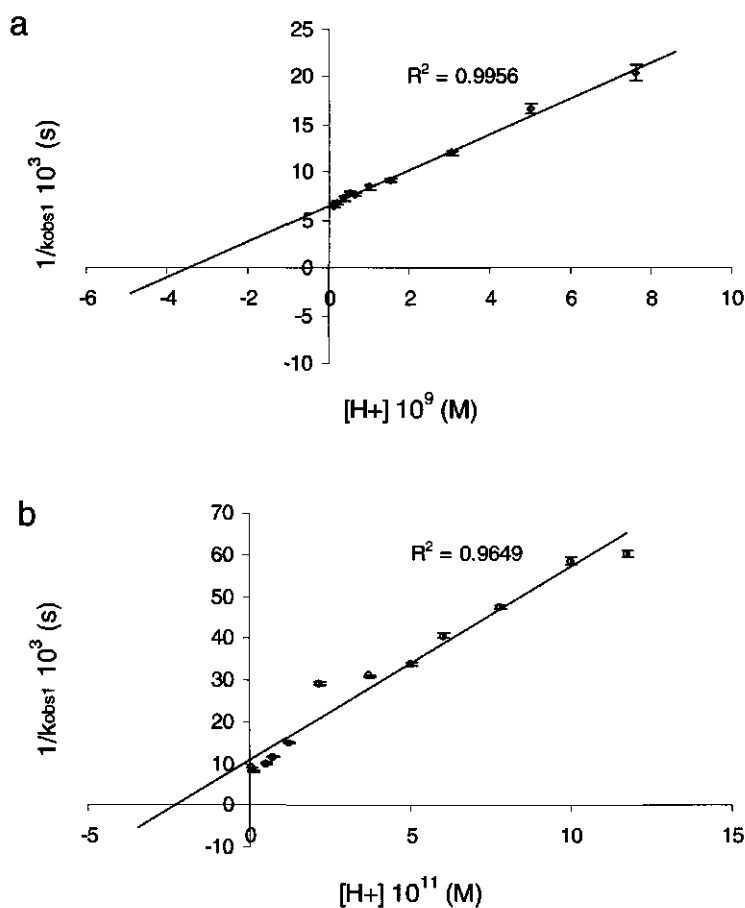 a
25
20
15
10
5
0
-5
-10
R² = 0.9956
1/kobs1 10³ (s)
-6 -4 -2 0 2 4 6 8 10
[H+] 10⁹ (M)
b
70
60
50
40
30
20
10
0
-10
R² = 0.9649
1/kobs1 10³ (s)
-5 0 5 10 15
[H+] 10¹¹ (M)